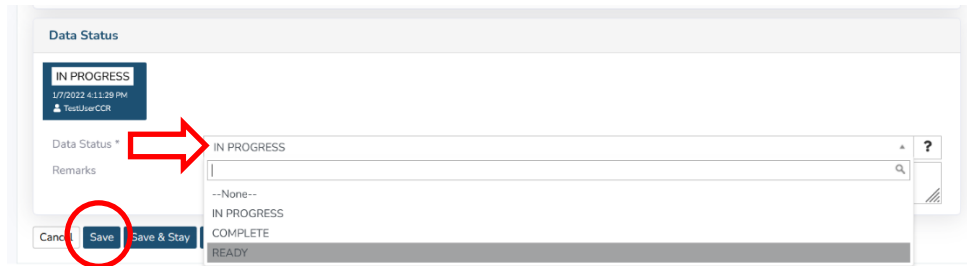 Data Status
IN PROGRESS
1/7/2022 4:11:29 PM
TestUserCCR
Data Status *
IN PROGRESS
?
Remarks
--None--
IN PROGRESS
COMPLETE
READY
Cancel Save Save & Stay